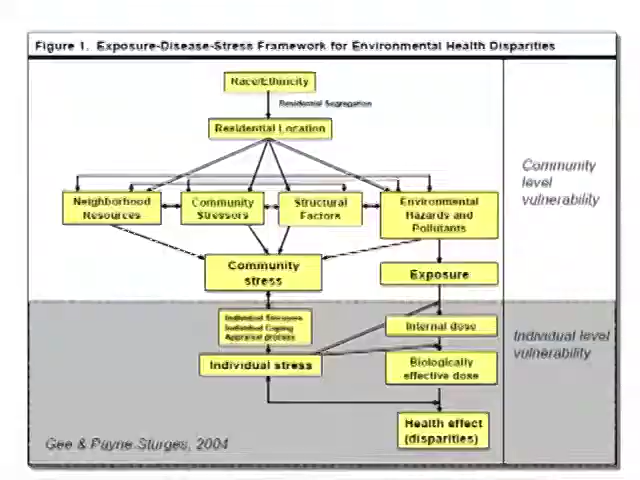 Figure 1. Exposure-Disease-Stress Framework for Environmental Health Disparities
Race/Ethnicity
Residential Segregation
Residential Location
Community
level
vulnerability
Neighborhood
Resources
Community
Stressors
Structural
Factors
Environmental
Hazards and
Pollutants
Community
stress
Exposure
Individual Stressors
Individual Coping
Appraisal process
Internal dose
Individual level
vulnerability
Individual stress
Biologically
effective dose
Health effect
(disparities)
Gee & Payne-Sturges, 2004